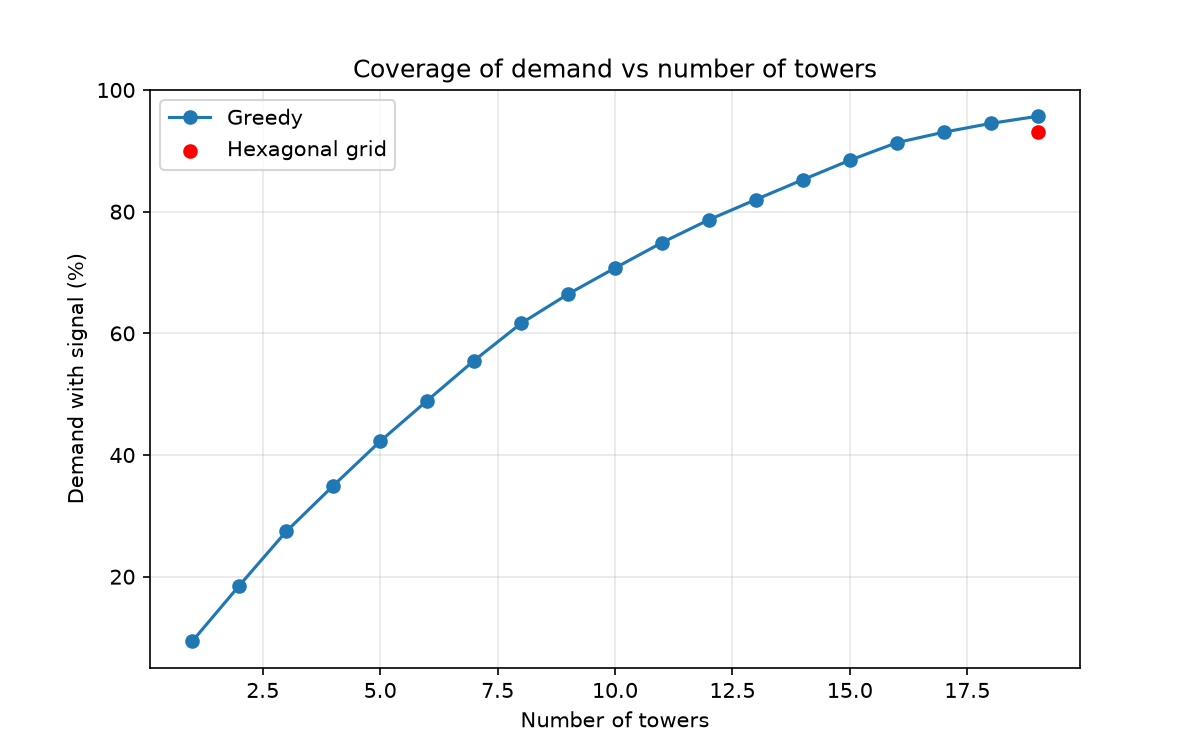 Coverage of demand vs number of towers
Greedy
Hexagonal grid
Demand with signal (%)
100
80
60
40
20
2.5 5.0 7.5 10.0 12.5 15.0 17.5
Number of towers